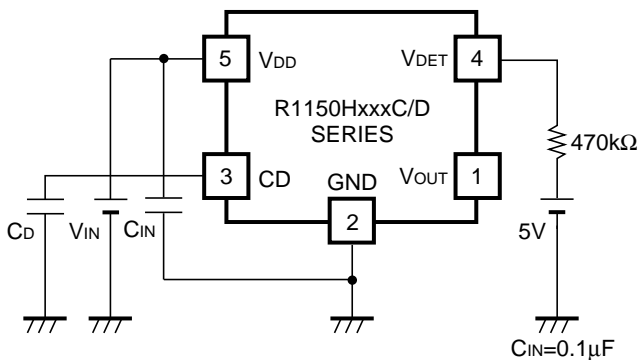 5 VDD VDET 4
R1150HxxxC/D
SERIES
470kΩ
3 CD VOUT 1
GND
2
CD VIN CIN 5V
CIN=0.1μF